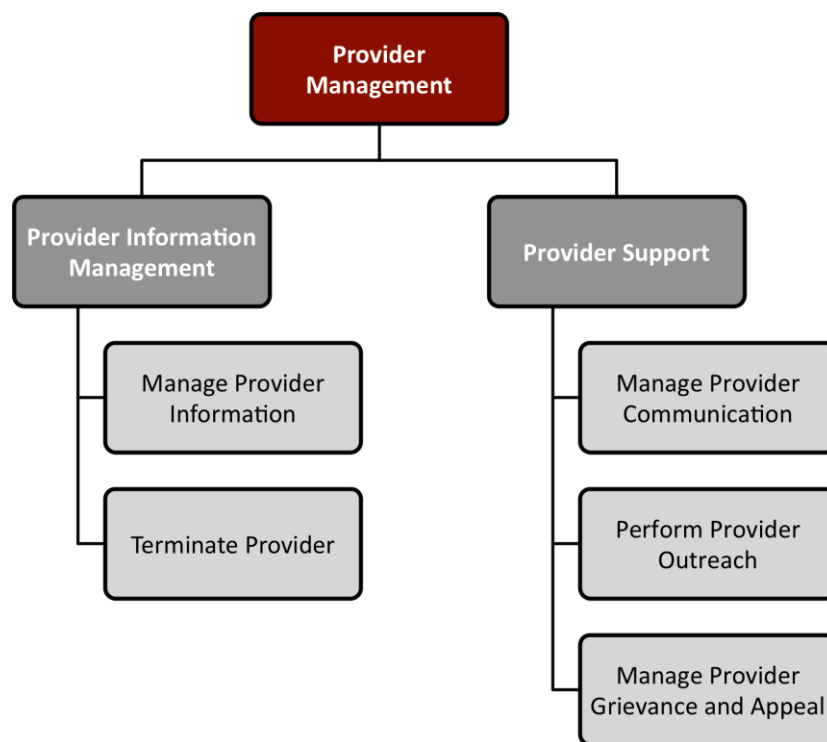 Provider
Management
Provider Information
Management
Provider Support
Manage Provider
Information
Terminate Provider
Manage Provider
Communication
Perform Provider
Outreach
Manage Provider
Grievance and Appeal